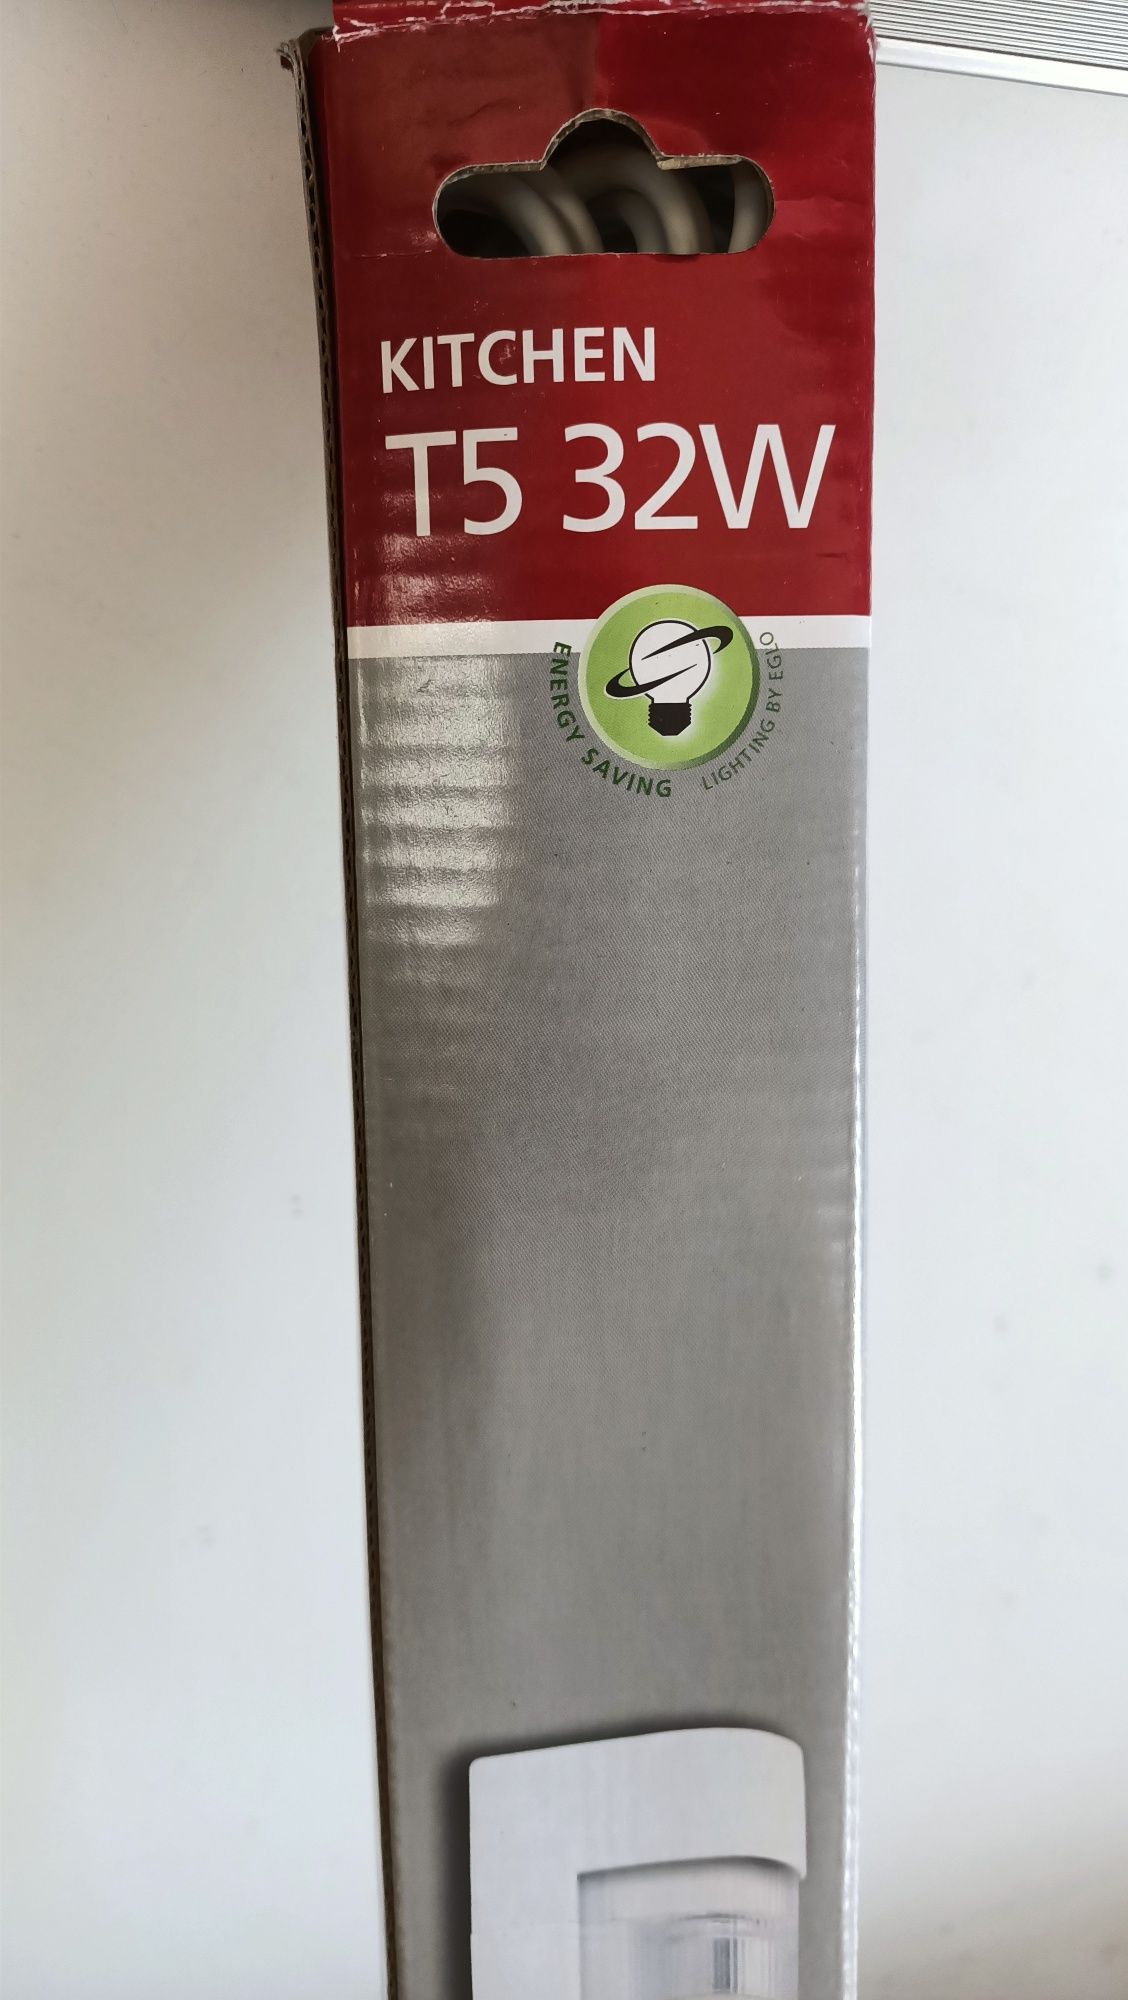 KITCHEN
T5 32W
ENERGY SAVING
LIGHTING BY EGLO